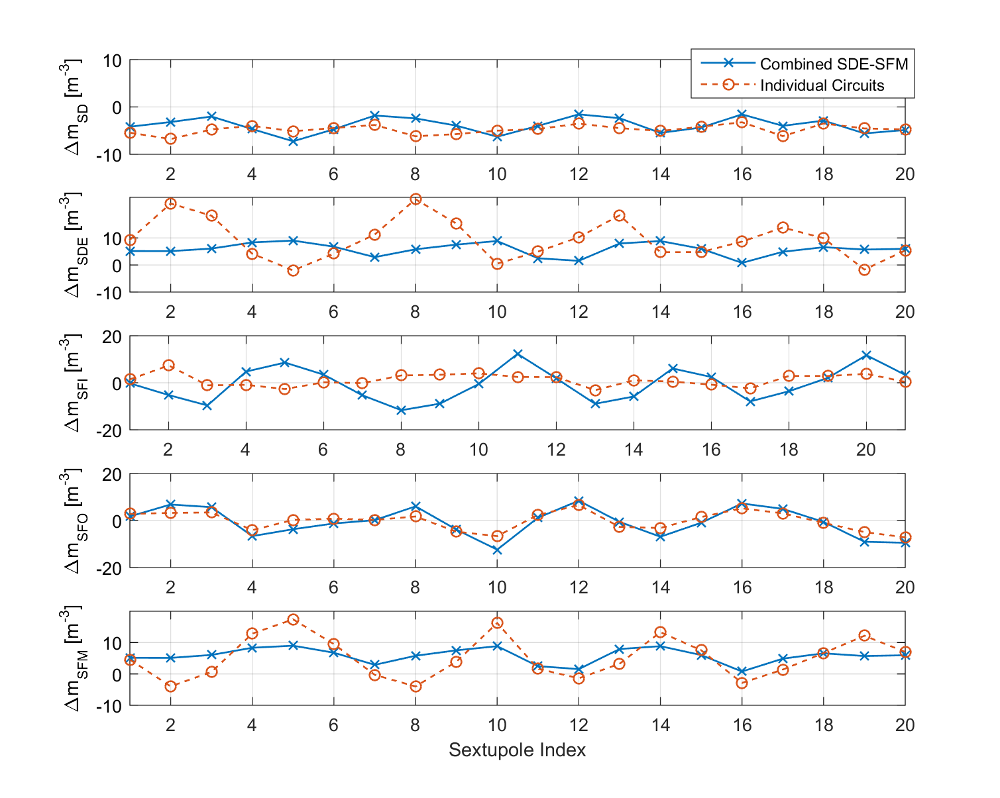 Combined SDE-SFM
Individual Circuits
Δm_SD [m^-3]
10
0
-10
2 4 6 8 10 12 14 16 18 20
Δm_SDE [m^-3]
10
0
-10
2 4 6 8 10 12 14 16 18 20
Δm_SFI [m^-3]
20
0
-20
2 4 6 8 10 12 14 16 18 20
Δm_SFO [m^-3]
20
0
-20
2 4 6 8 10 12 14 16 18 20
Δm_SFM [m^-3]
10
0
-10
2 4 6 8 10 12 14 16 18 20
Sextupole Index